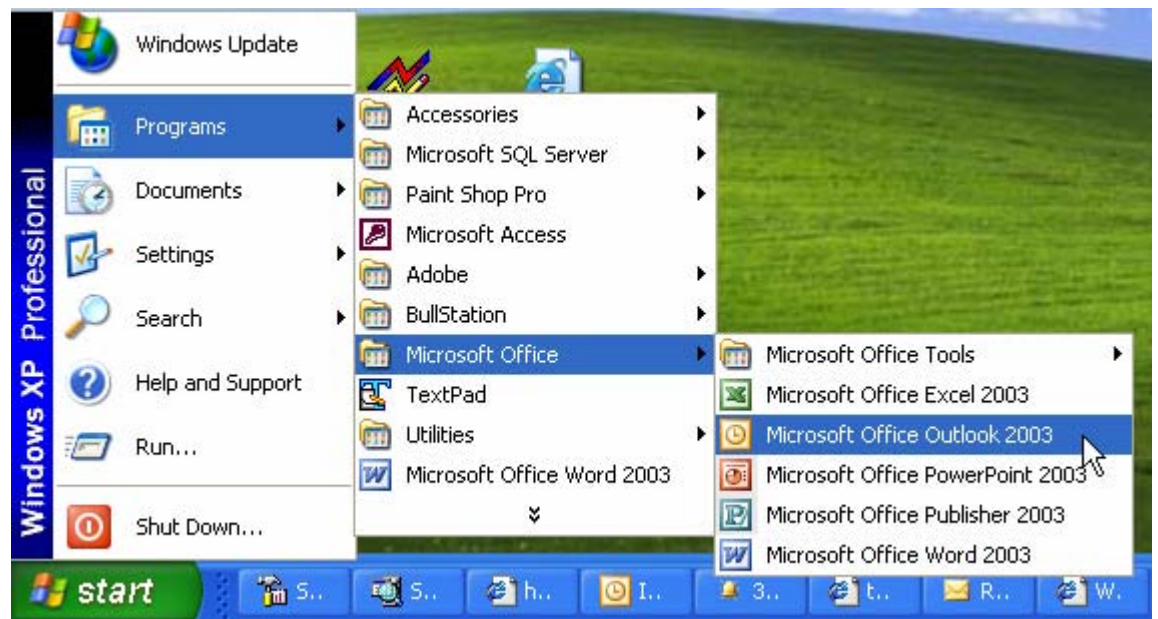 Windows XP Professional
Windows Update
Programs
Documents
Settings
Search
Help and Support
Run...
Shut Down...
Accessories
Microsoft SQL Server
Paint Shop Pro
Microsoft Access
Adobe
BullStation
Microsoft Office
TextPad
Utilities
Microsoft Office Word 2003
Microsoft Office Tools
Microsoft Office Excel 2003
Microsoft Office Outlook 2003
Microsoft Office PowerPoint 2003
Microsoft Office Publisher 2003
Microsoft Office Word 2003
start S.. S.. h.. I.. 3.. t.. R.. W.